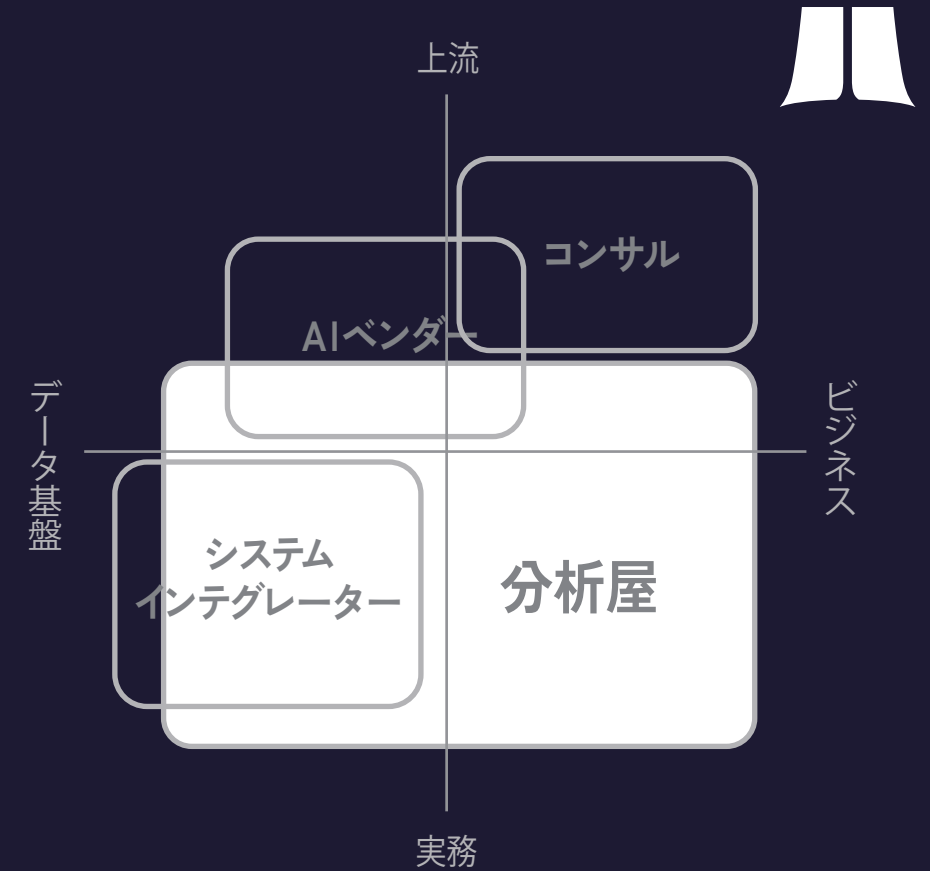 上流
コンサル
AIベンダー
データ基盤
ビジネス
システム
インテグレーター
分析屋
実務